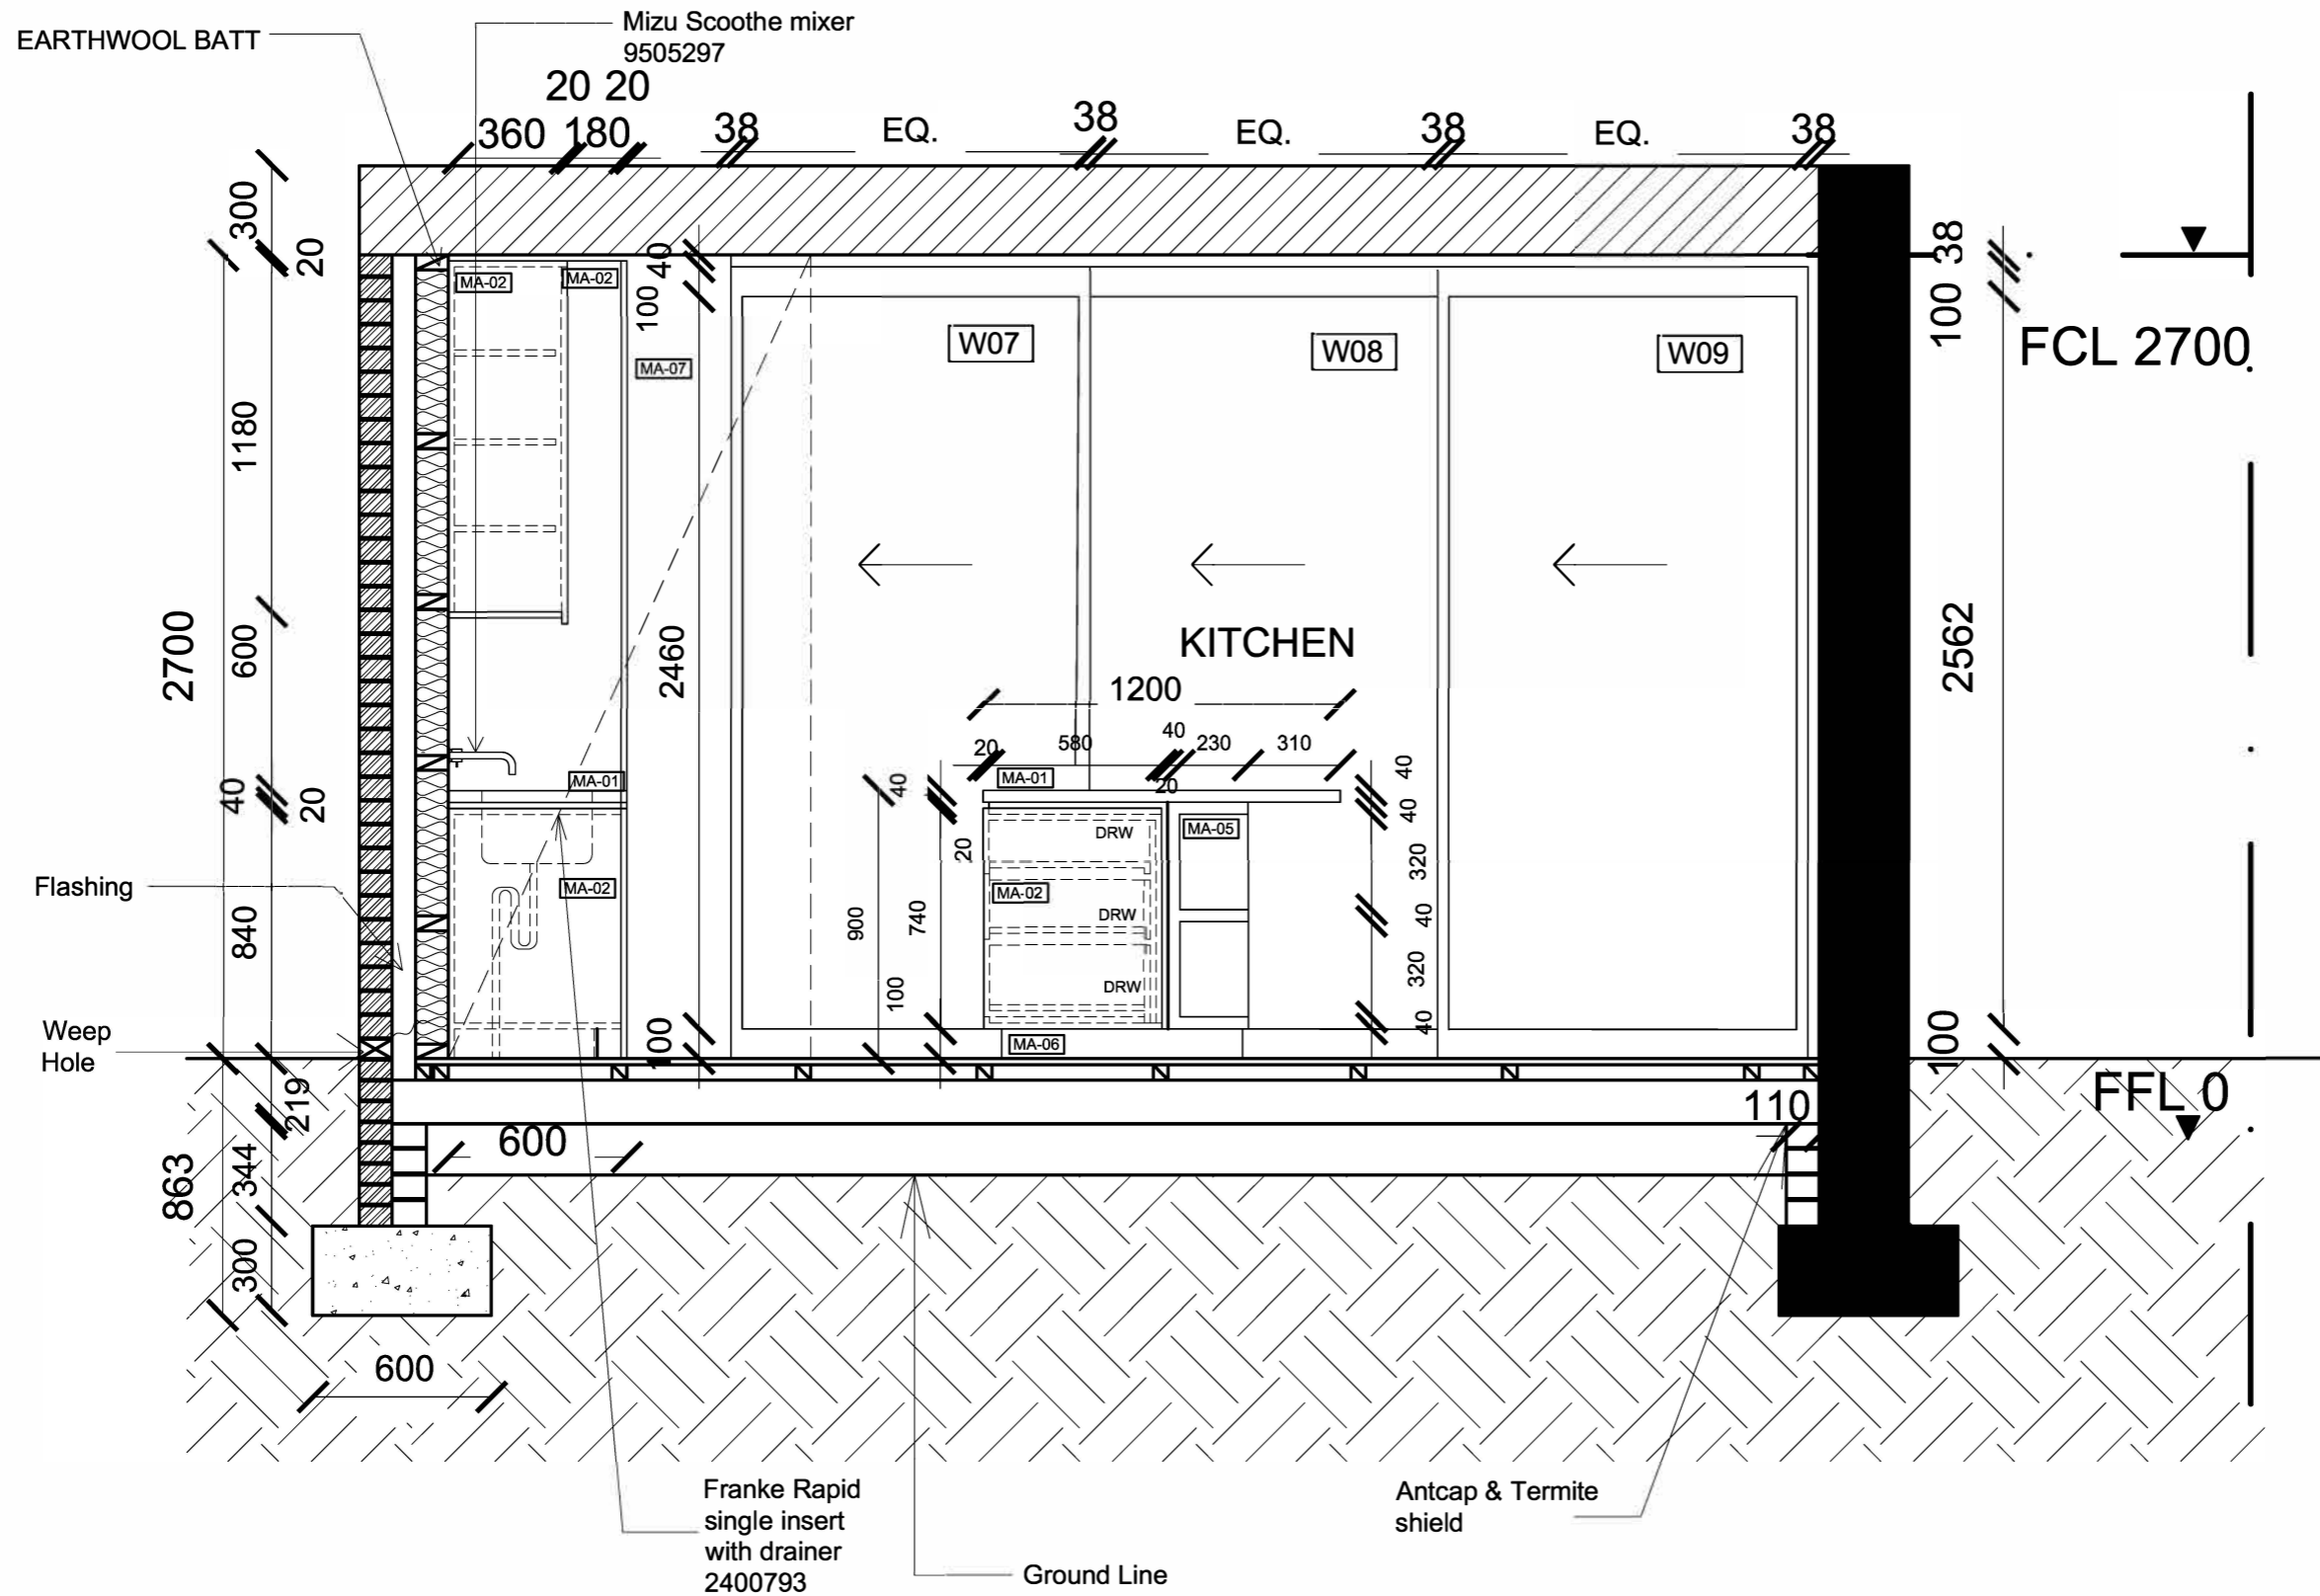 Mizu Scoothe mixer
9505297
EARTHWOOL BATT
20 20
360 180 38 EQ. 38 EQ. 38 EQ. 38
300
20
40
100
38
100
FCL 2700
MA-02
MA-02
MA-07
W07
W08
W09
1180
600
2700
2460
2562
KITCHEN
1200
20 580 40 230 310
20
40
MA-01
MA-01
40
20
40
20
40
40
320
40
320
40
DRW
DRW
DRW
MA-05
MA-02
MA-02
900
740
100
840
Flashing
Weep
Hole
MA-06
100
100
FFL 0
219
110
600
863
344
300
600
Franke Rapid
single insert
with drainer
2400793
Ground Line
Antcap & Termite
shield